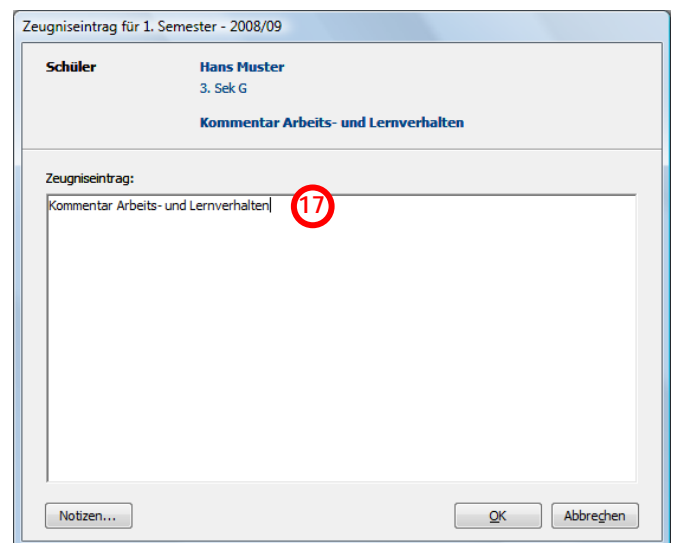 Zeugniseintrag für 1. Semester - 2008/09
Schüler Hans Muster
3. Sek G
Kommentar Arbeits- und Lernverhalten
Zeugniseintrag:
Kommentar Arbeits- und Lernverhalten 17
Notizen... OK Abbrechen